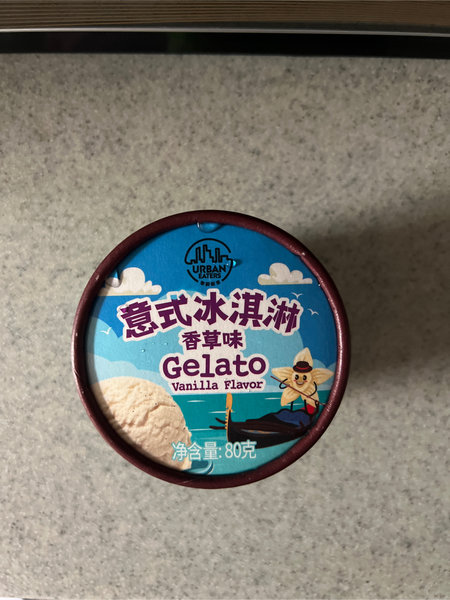 URBAN
EATERS
意式冰淇淋
香草味
Gelato
Vanilla Flavor
净含量:80克